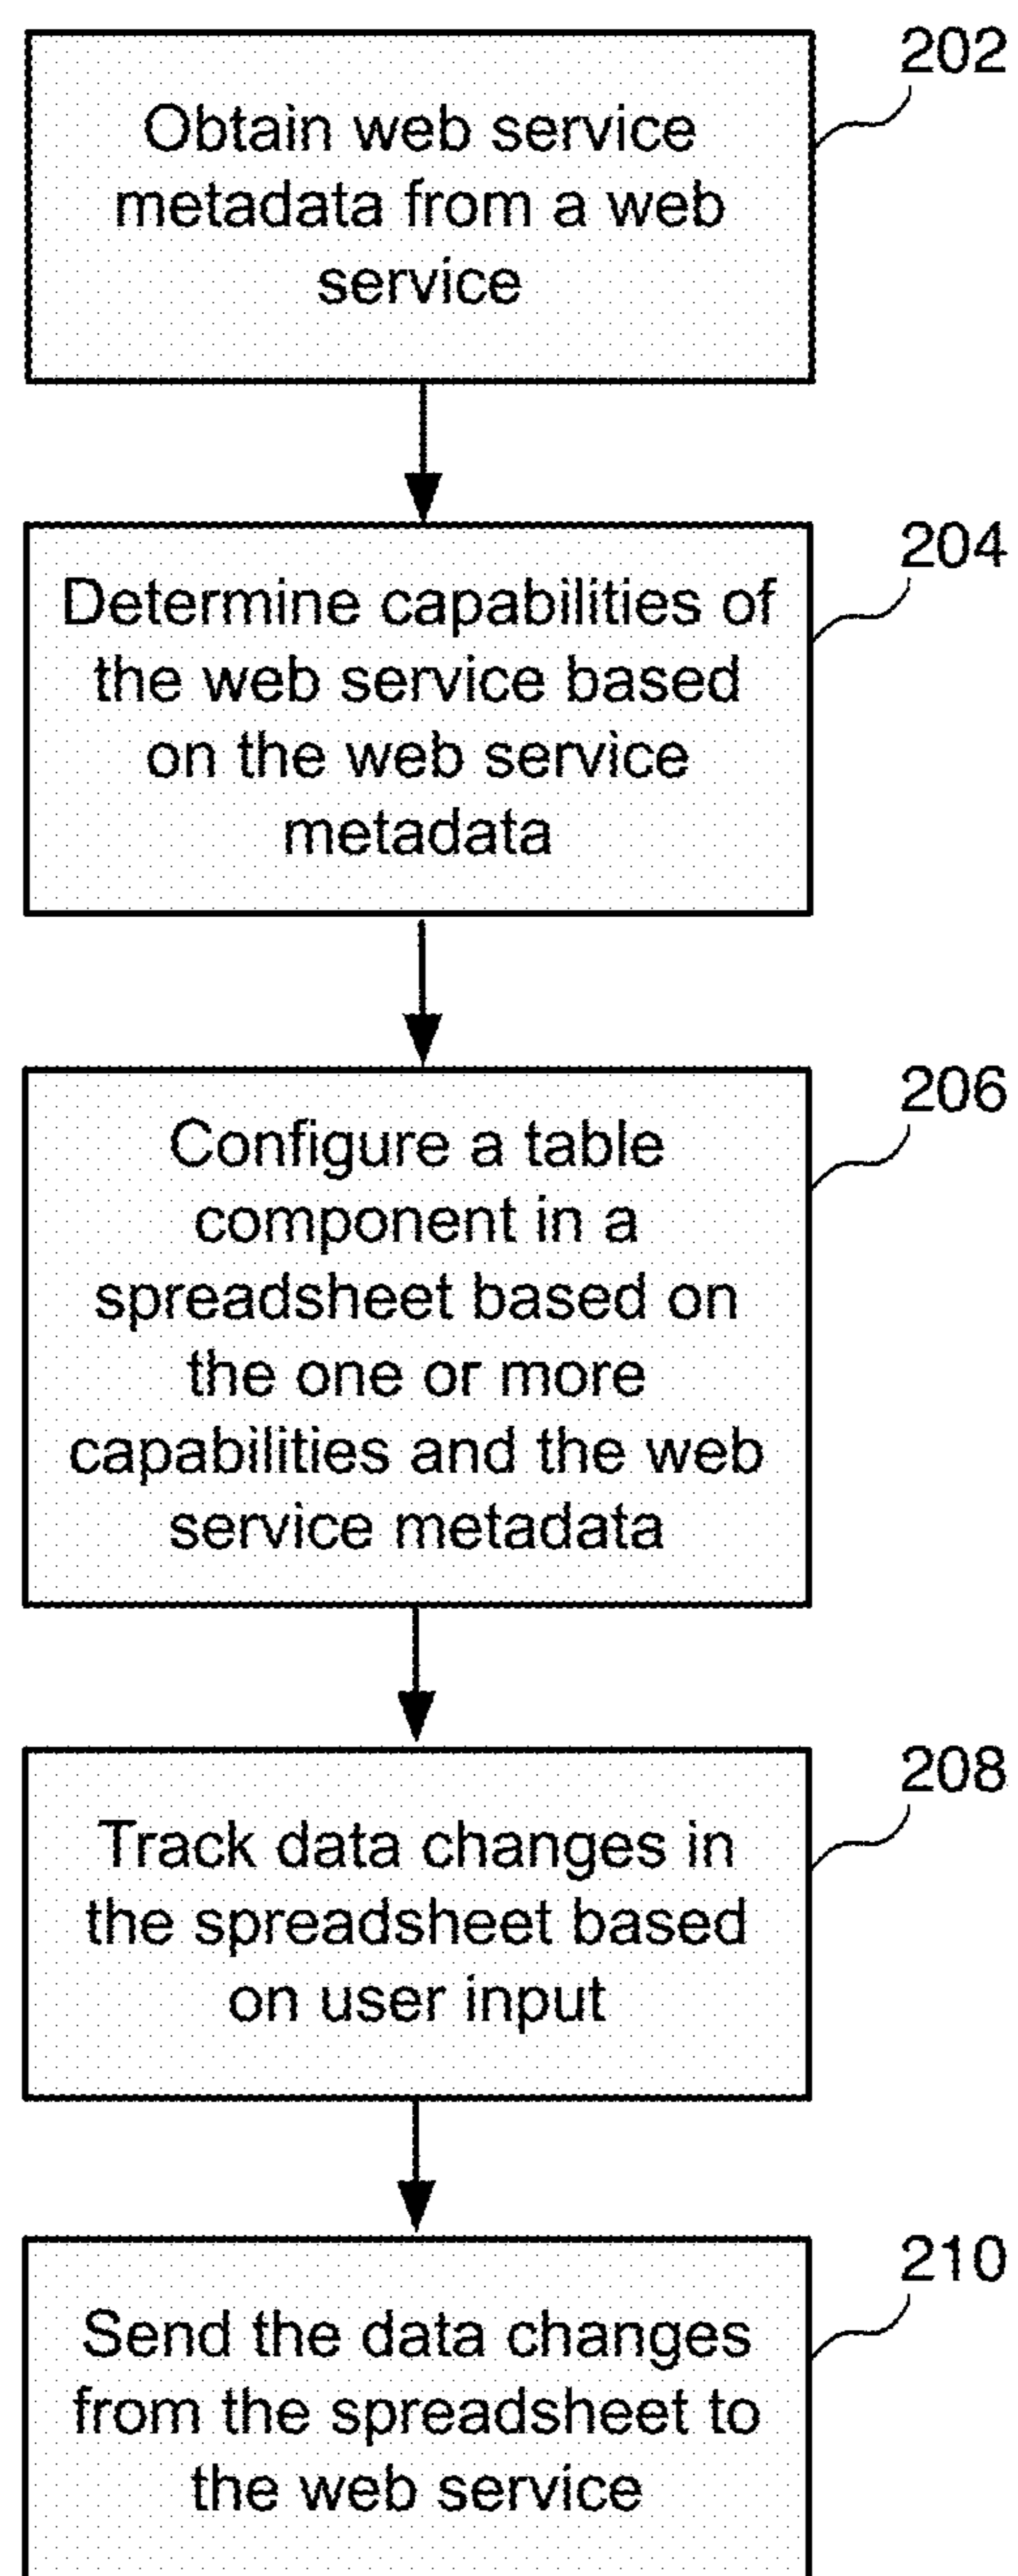 202
Obtain web service
metadata from a web
service
204
Determine capabilities of
the web service based
on the web service
metadata
206
Configure a table
component in a
spreadsheet based on
the one or more
capabilities and the web
service metadata
208
Track data changes in
the spreadsheet based
on user input
210
Send the data changes
from the spreadsheet to
the web service